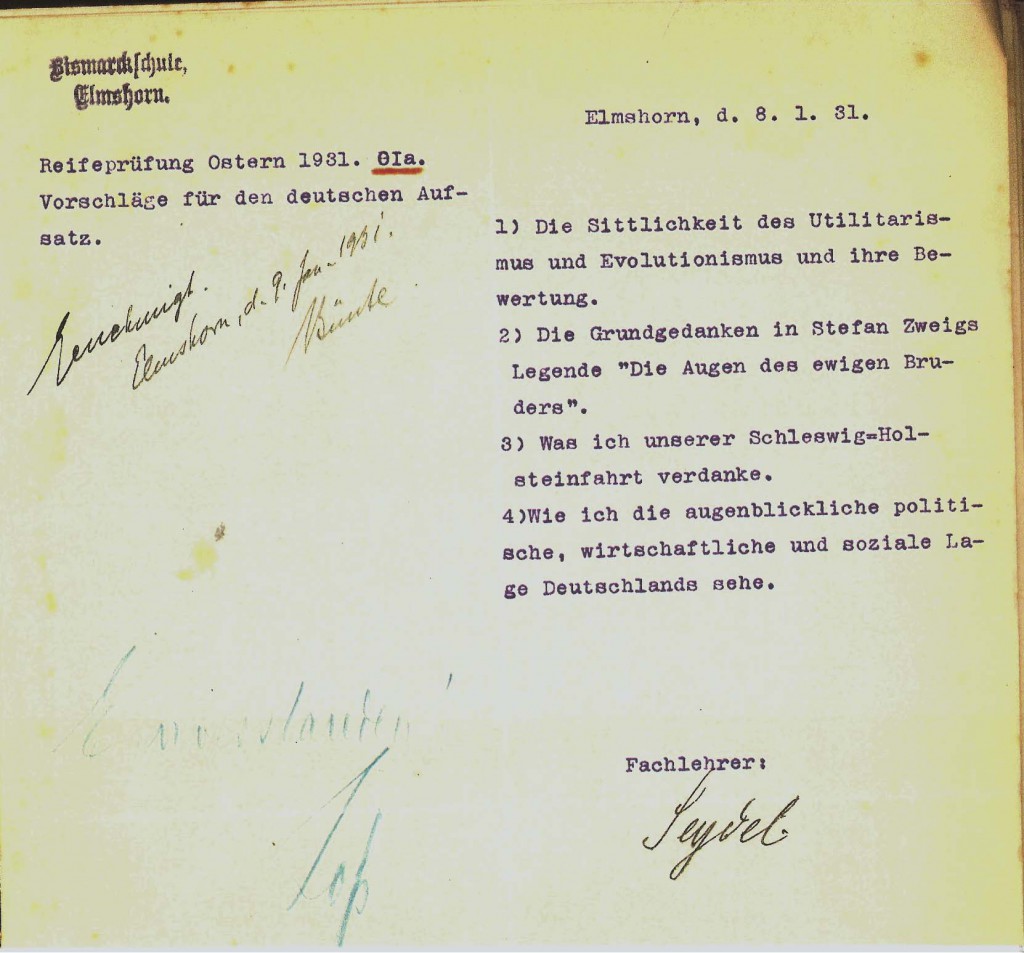 Bismarckschule,
Elmshorn.
Elmshorn, d. 8. 1. 31.
Reifeprüfung Ostern 1931. OIa.
Vorschläge für den deutschen Auf-
satz.
Genehmigt.
Elmshorn, d. 9. Jan. 1931.
1) Die Sittlichkeit des Utilitaris-
mus und Evolutionismus und ihre Be-
wertung.
2) Die Grundgedanken in Stefan Zweigs
Legende "Die Augen des ewigen Bru-
ders".
3) Was ich unserer Schleswig=Hol-
steinfahrt verdanke.
4)Wie ich die augenblickliche politi-
sche, wirtschaftliche und soziale La-
ge Deutschlands sehe.
Einverstanden
Fachlehrer:
Seydel.